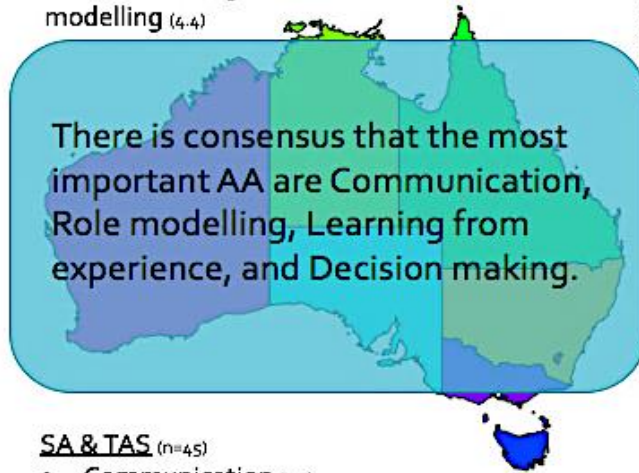 modelling (4.4)
There is consensus that the most
important AA are Communication,
Role modelling, Learning from
experience, and Decision making.
SA & TAS (n=45)
Communication